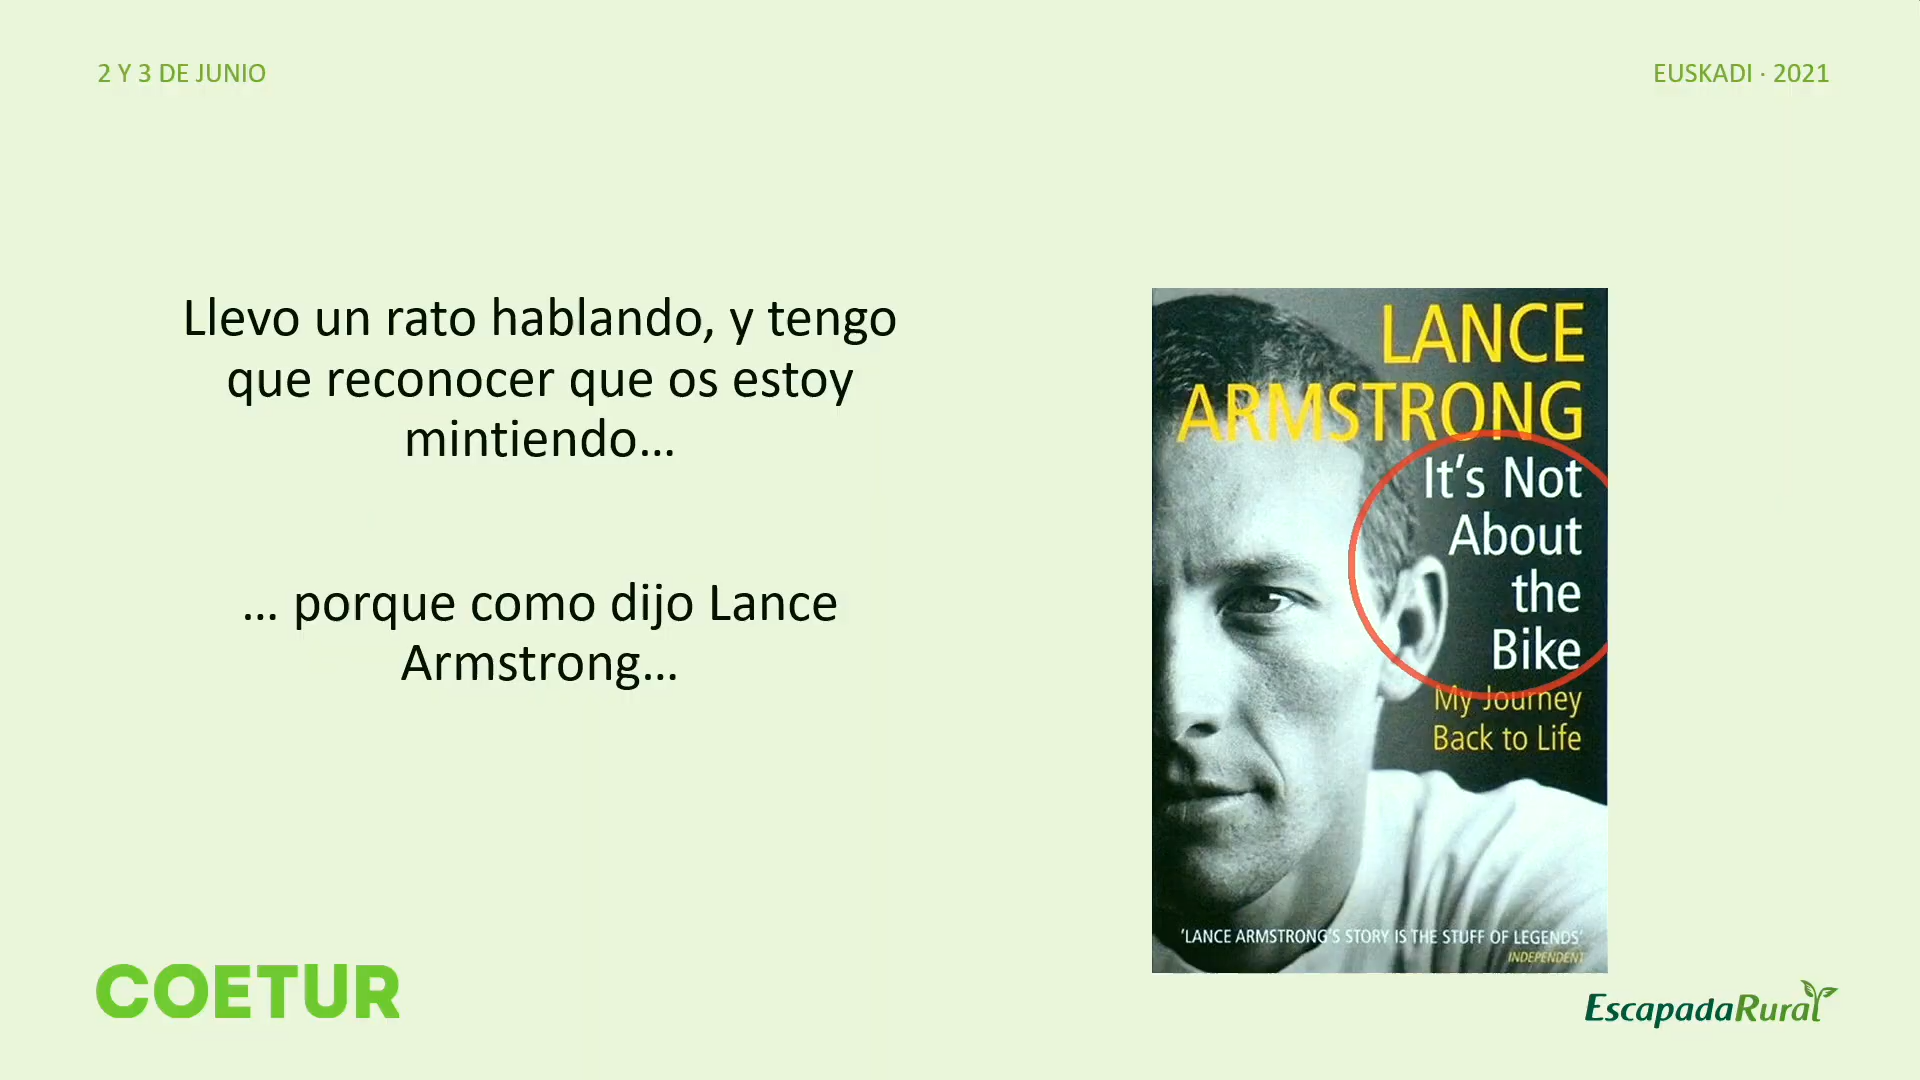 2 Y 3 DE JUNIO
EUSKADI · 2021
Llevo un rato hablando, y tengo
que reconocer que os estoy
mintiendo…
… porque como dijo Lance
Armstrong…
LANCE
ARMSTRONG
It's Not
About
the
Bike
My Journey
Back to Life
'LANCE ARMSTRONG'S STORY IS THE STUFF OF LEGENDS'
INDEPENDENT
COETUR
EscapadaRural